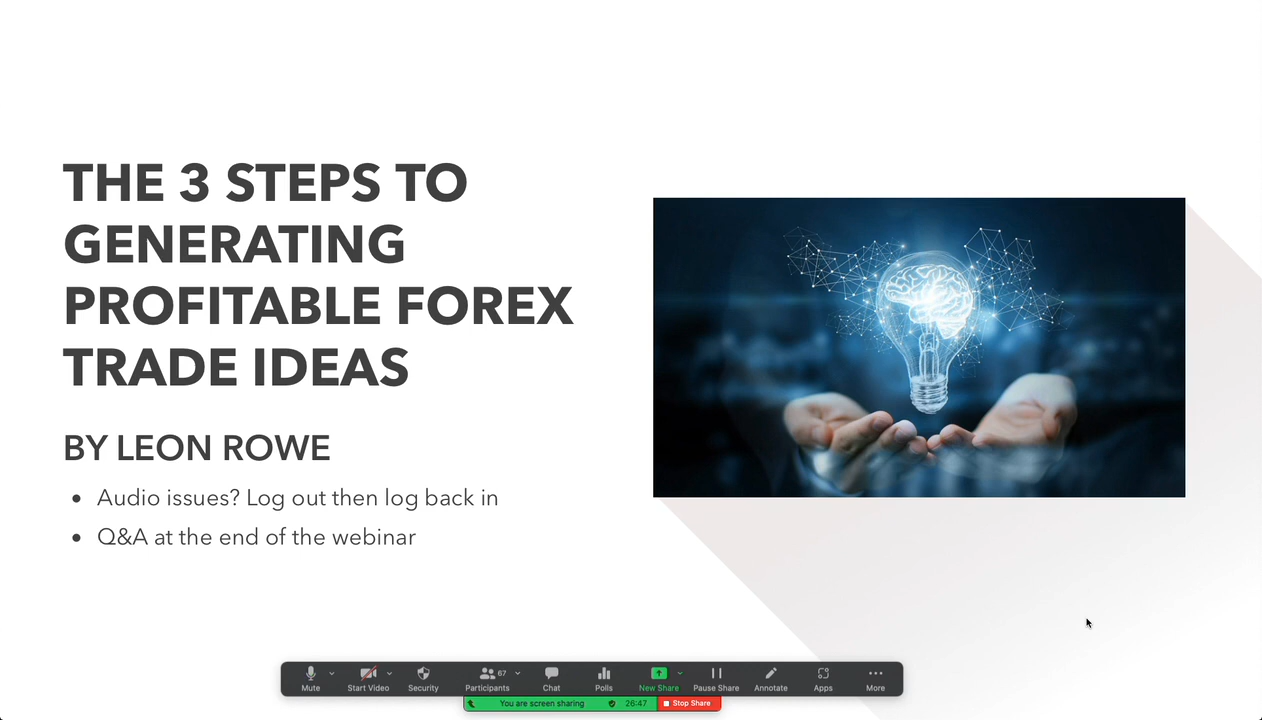 THE 3 STEPS TO
GENERATING
PROFITABLE FOREX
TRADE IDEAS
BY LEON ROWE
• Audio issues? Log out then log back in
• Q&A at the end of the webinar
67
Mute Start Video Security Participants Chat Polls New Share Pause Share Annotate Apps More
You are screen sharing 26:47 Stop Share